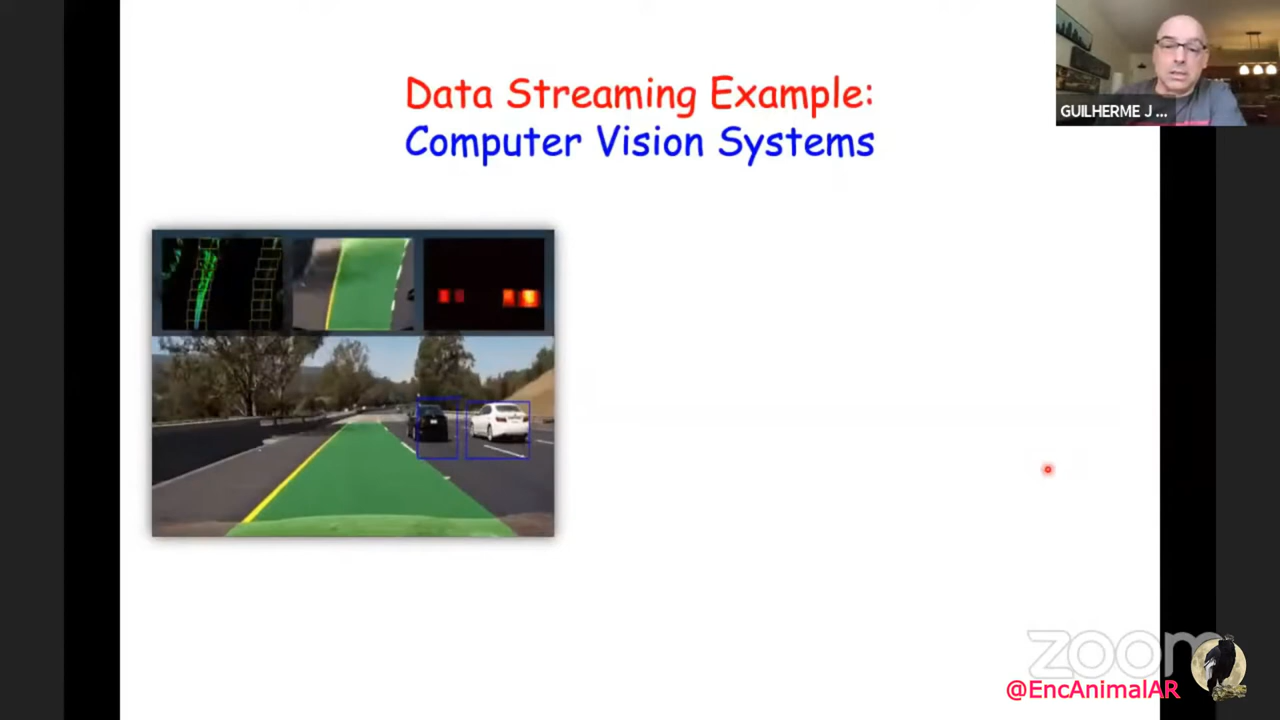 Data Streaming Example:
Computer Vision Systems
GUILHERME J ...
zoom
@EncAnimalAR